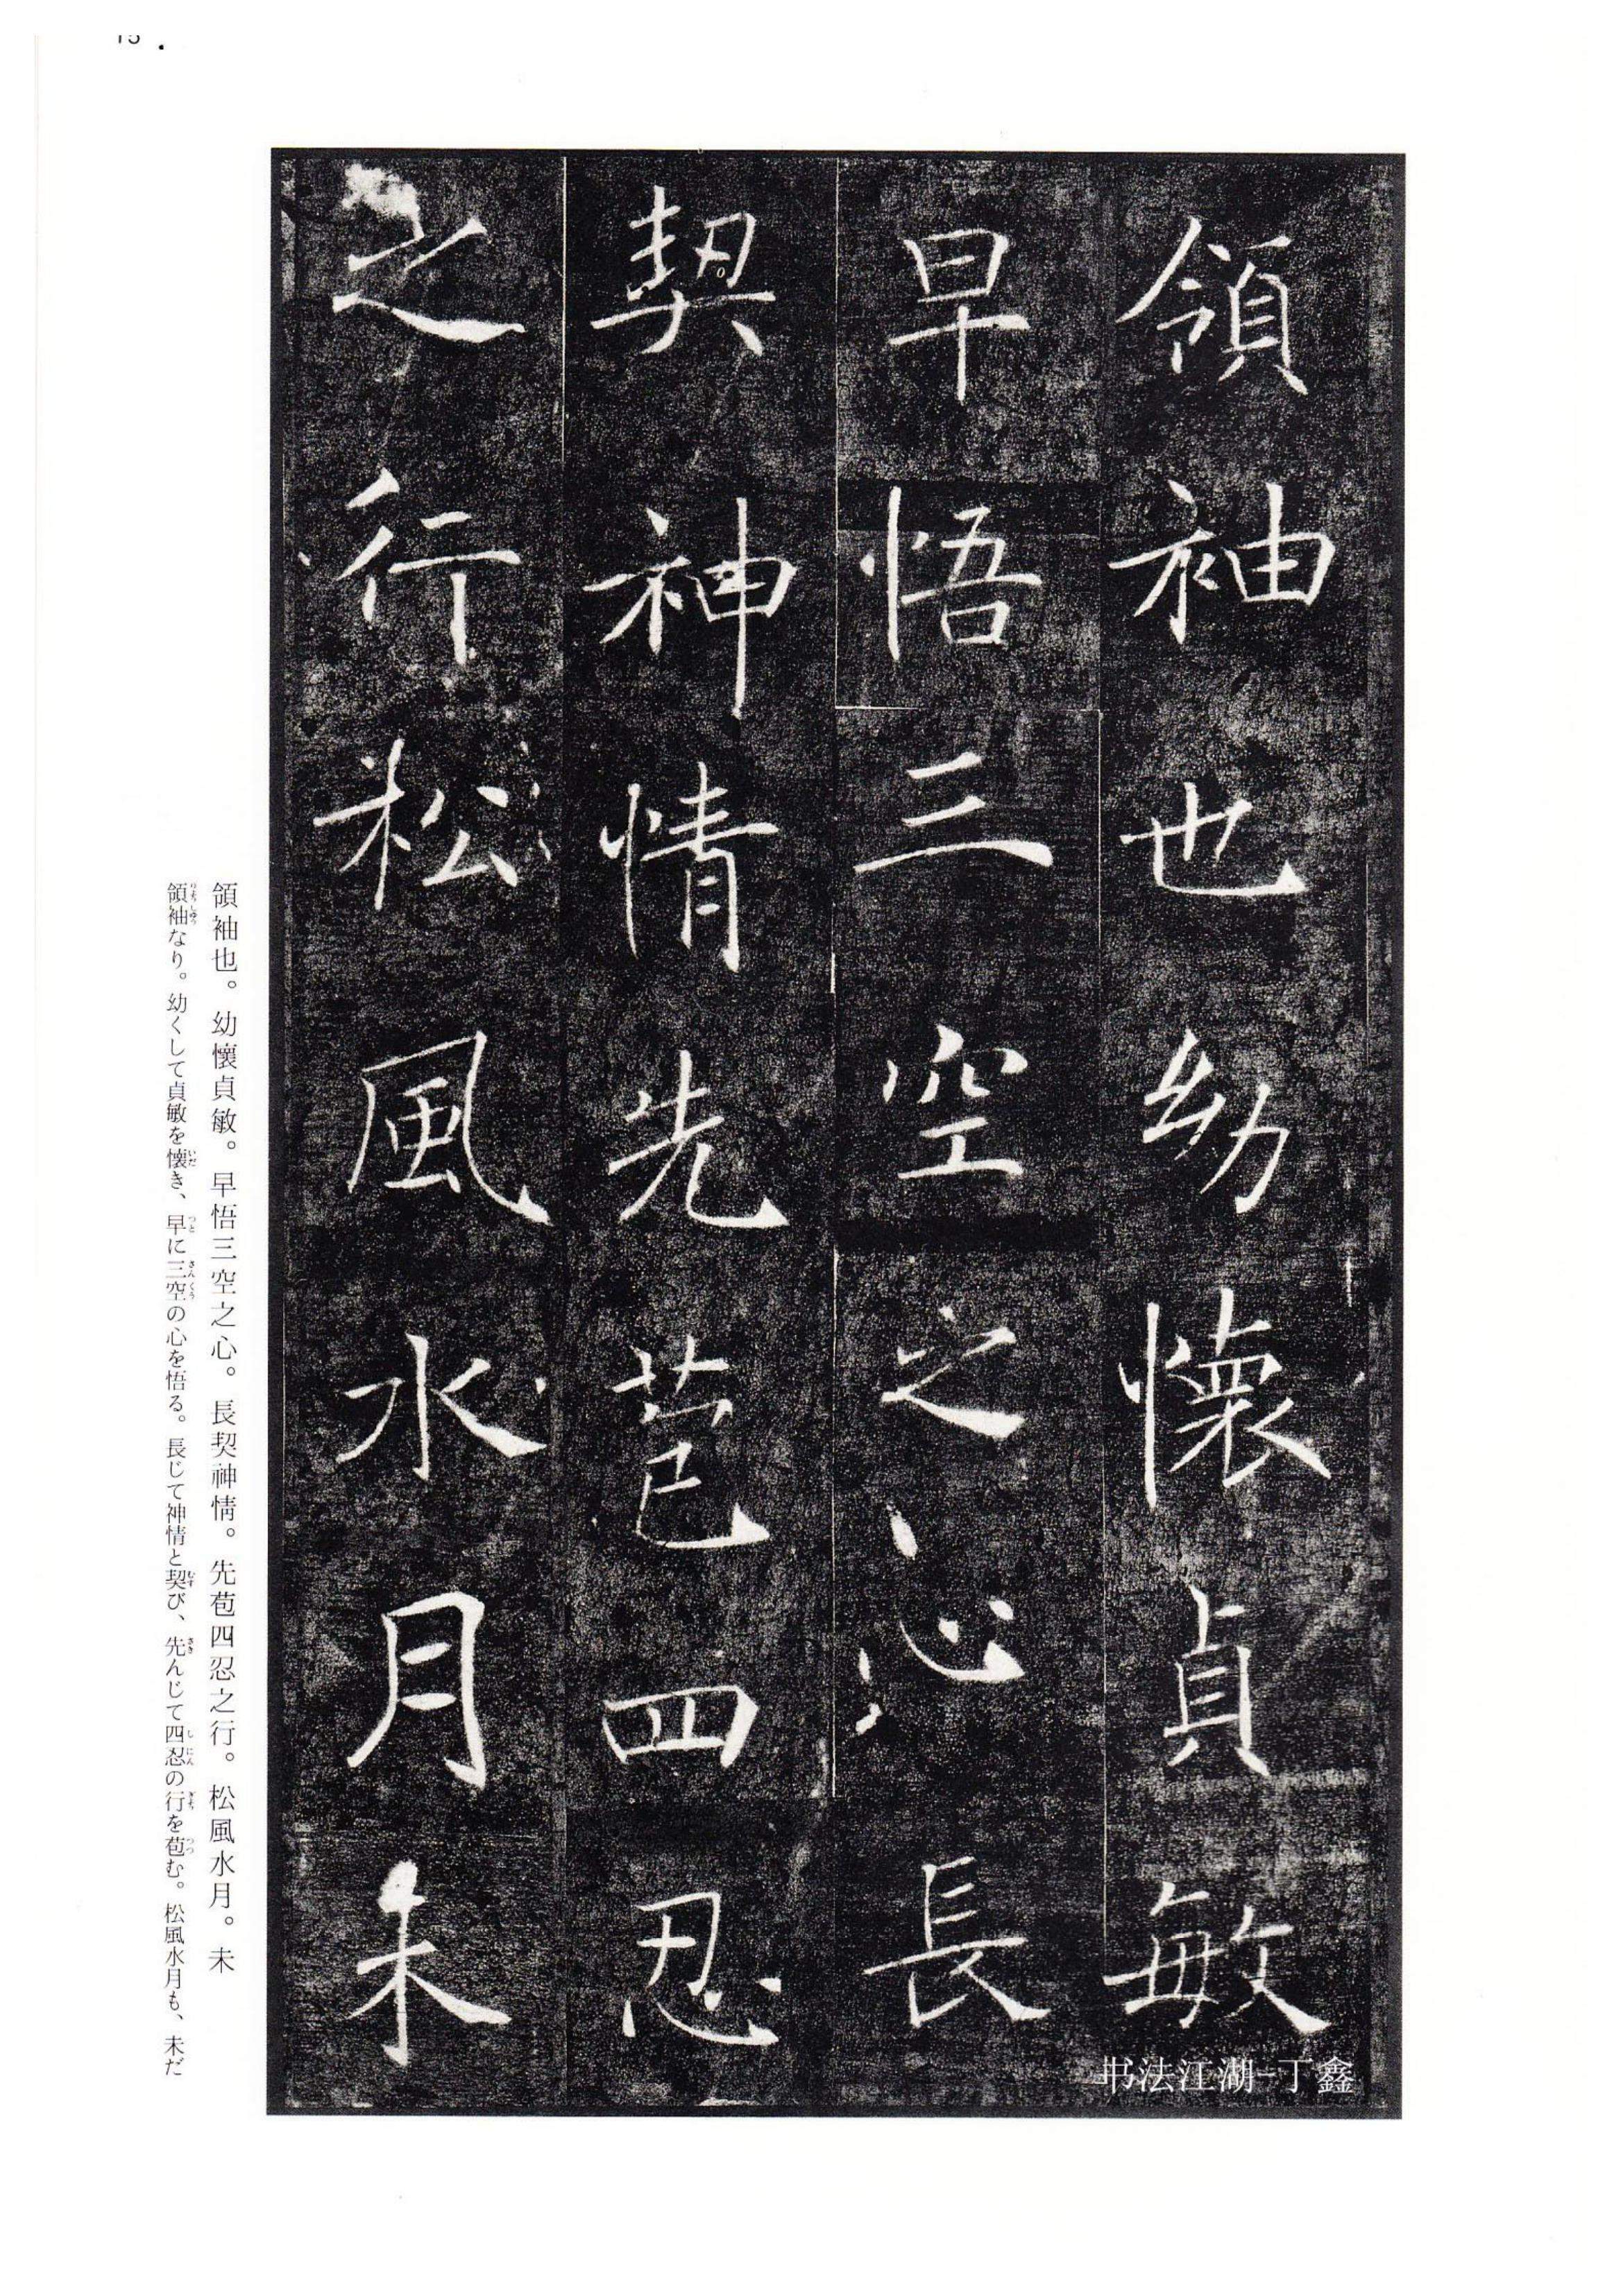 15
領袖也幼懷貞敏
早悟三空之心長
契神情先苞四忍
之行松風水月未
书法江湖-丁鑫
領袖也。幼懷貞敏。早悟三空之心。長契神情。先苞四忍之行。松風水月。未
領袖なり。幼くして貞敏を懷き、早に三空の心を悟る。長じて神情と契び、先んじて四忍の行を苞む。松風水月も、未だ